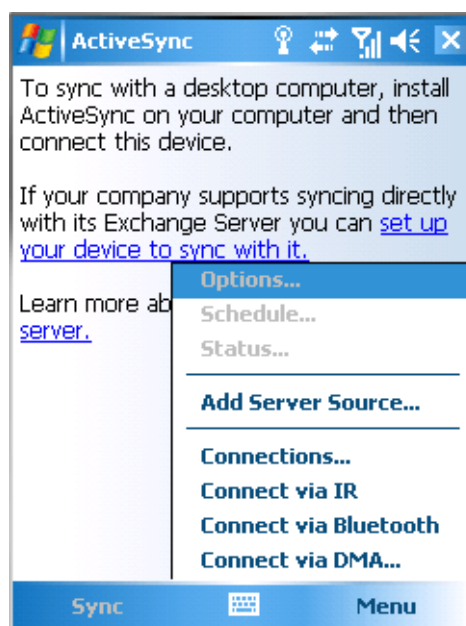 ActiveSync
To sync with a desktop computer, install
ActiveSync on your computer and then
connect this device.
If your company supports syncing directly
with its Exchange Server you can set up
your device to sync with it.
Learn more ab
server.
Options...
Schedule...
Status...
Add Server Source...
Connections...
Connect via IR
Connect via Bluetooth
Connect via DMA...
Sync
Menu